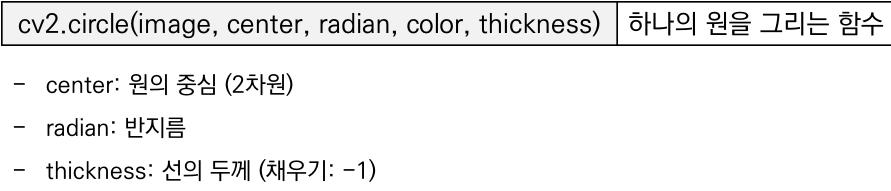 cv2.circle(image, center, radian, color, thickness) 하나의 원을 그리는 함수
- center: 원의 중심 (2차원)
- radian: 반지름
- thickness: 선의 두께 (채우기: -1)